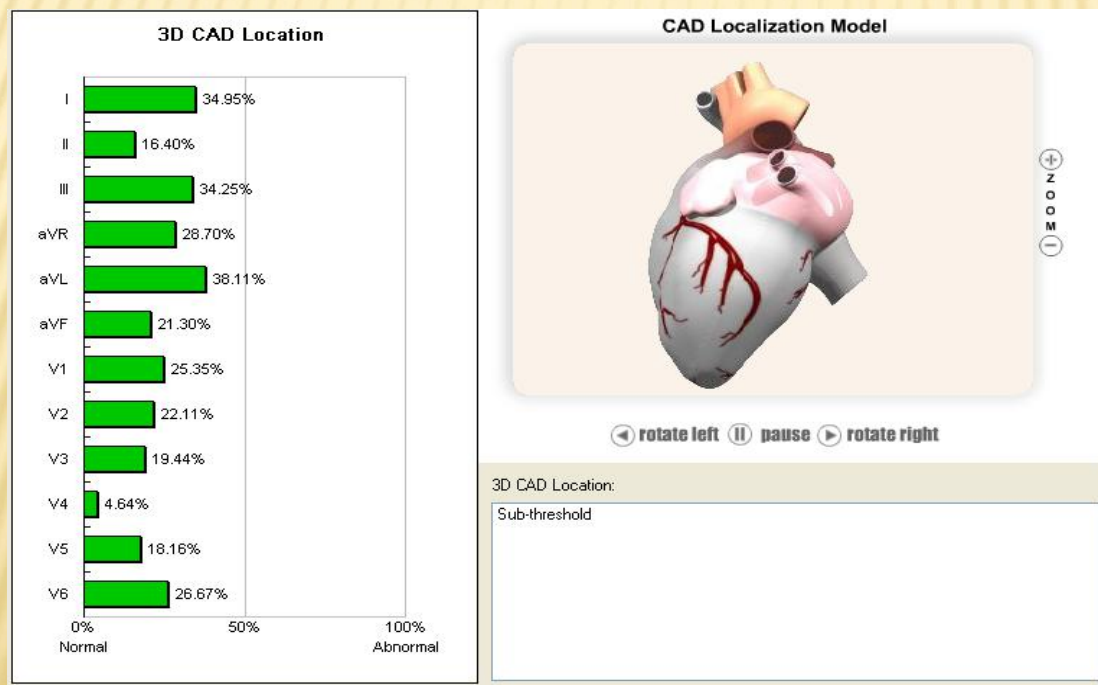 3D CAD Location
I 34.95%
II 16.40%
III 34.25%
aVR 28.70%
aVL 38.11%
aVF 21.30%
V1 25.35%
V2 22.11%
V3 19.44%
V4 4.64%
V5 18.16%
V6 26.67%
0% 50% 100%
Normal Abnormal
CAD Localization Model
ZOOM
rotate left pause rotate right
3D CAD Location:
Sub-threshold